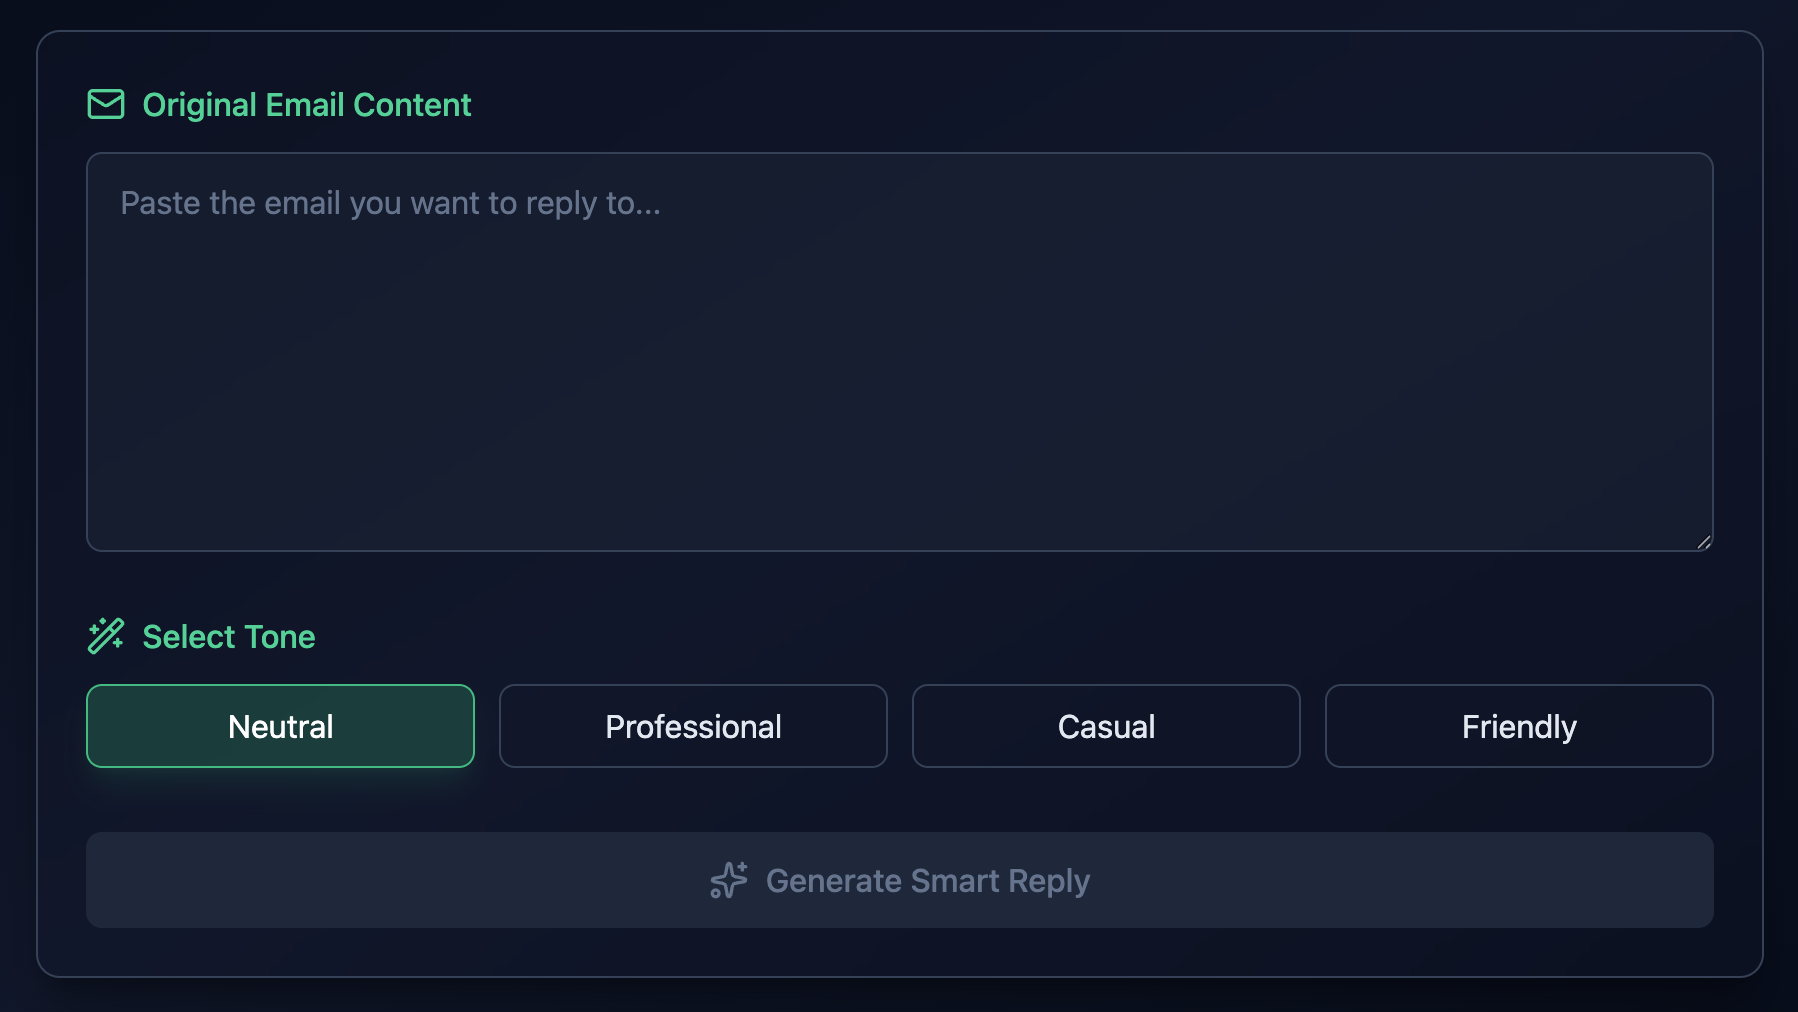 Original Email Content
Paste the email you want to reply to...
Select Tone
Neutral
Professional
Casual
Friendly
Generate Smart Reply